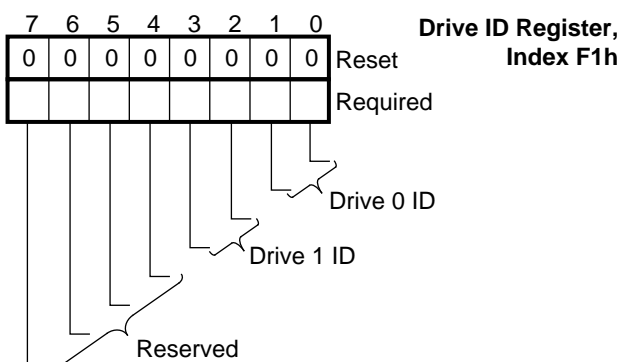 7 6 5 4 3 2 1 0
Drive ID Register,
Index F1h
0 0 0 0 0 0 0 0 Reset
Required
Drive 0 ID
Drive 1 ID
Reserved